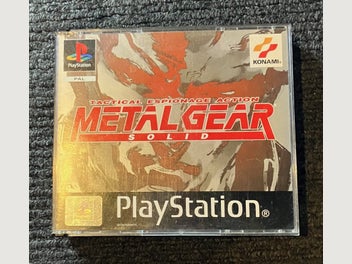 PlayStation
PAL
KONAMI
TACTICAL ESPIONAGE ACTION
METAL GEAR
SOLID
PlayStation®